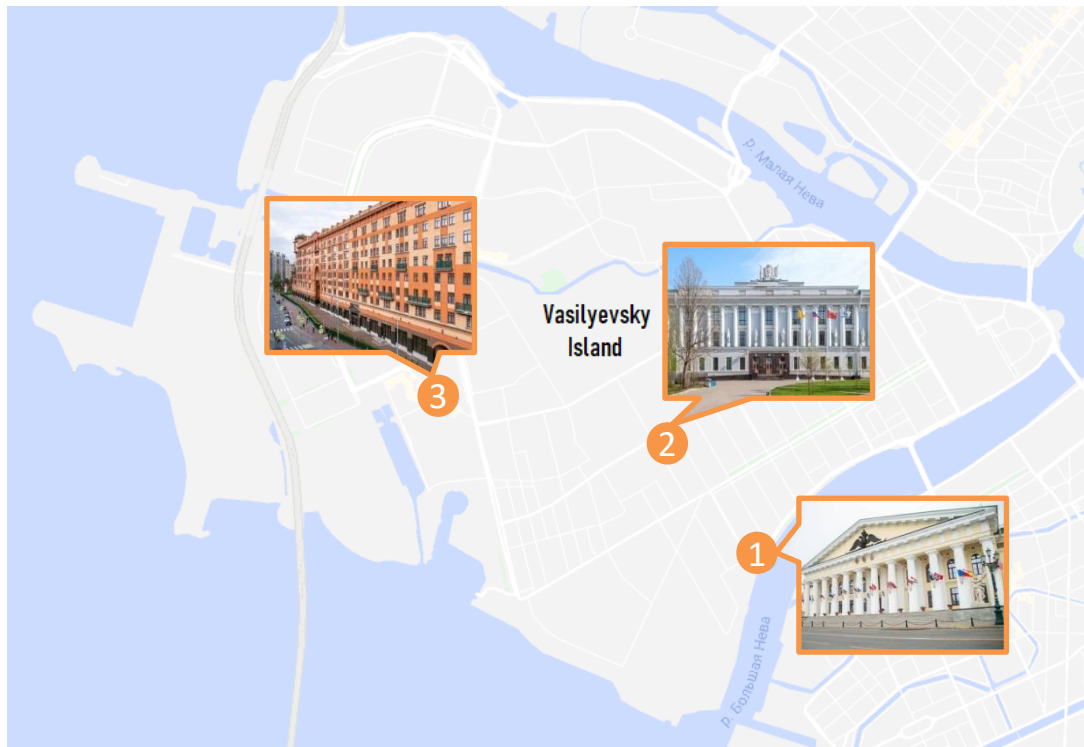 р. Малая Нева
Vasilyevsky
Island
3
2
1
р. Большая Нева